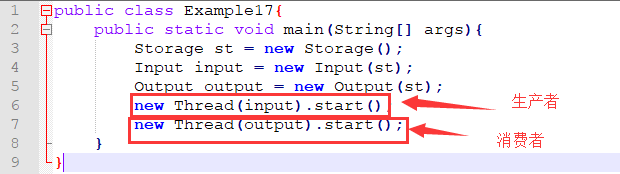 1 public class Example17{
2 public static void main(String[] args){
3 Storage st = new Storage();
4 Input input = new Input(st);
5 Output output = new Output(st);
6 new Thread(input).start()
生产者
7 new Thread(output).start();
消费者
8 }
9 }